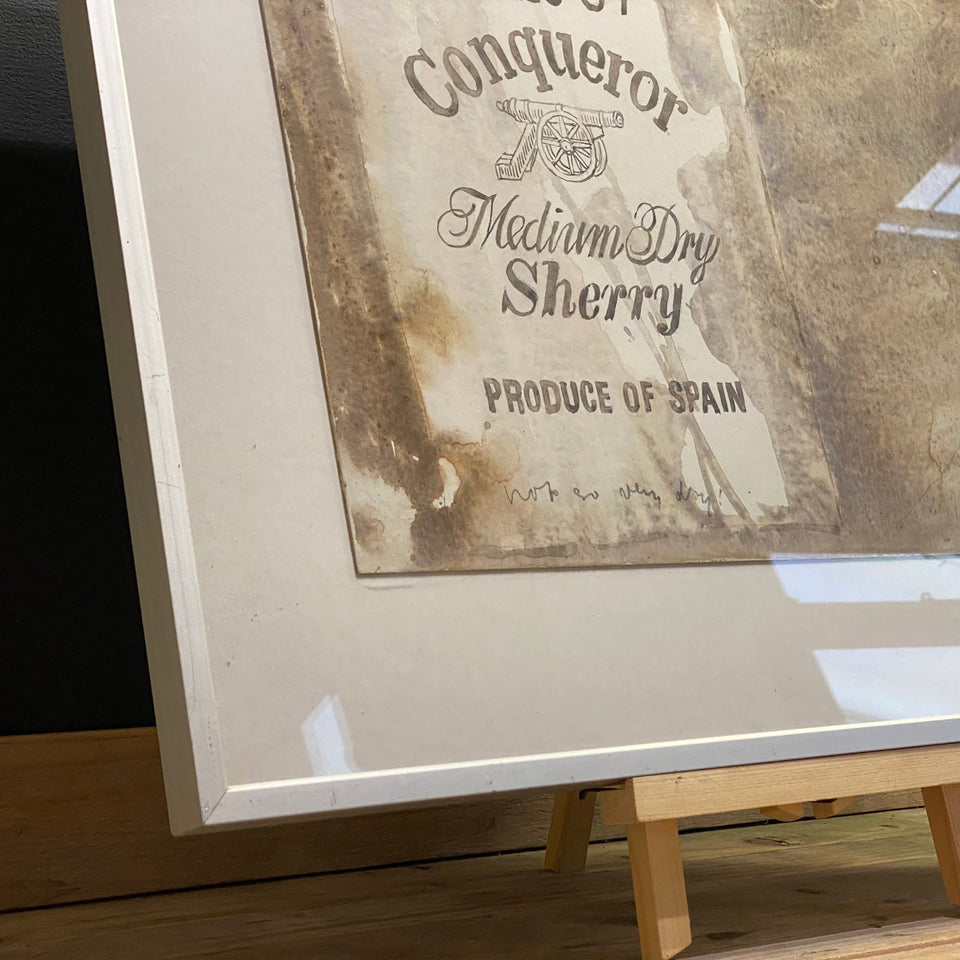 Conqueror
Medium Dry
Sherry
PRODUCE OF SPAIN
not so very dry!